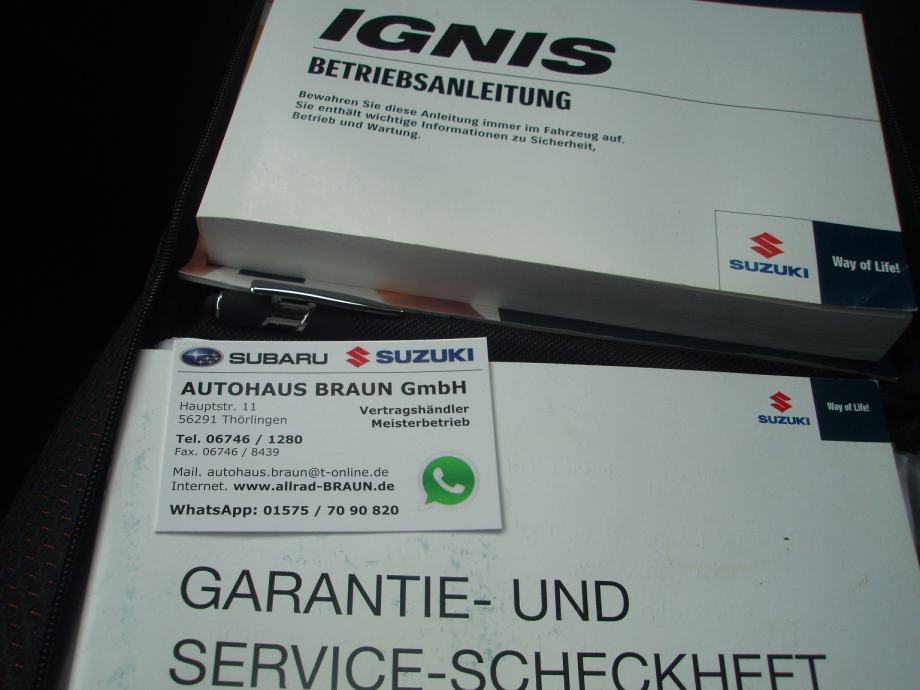 IGNIS
BETRIEBSANLEITUNG
Bewahren Sie diese Anleitung immer im Fahrzeug auf.
Sie enthält wichtige Informationen zu Sicherheit,
Betrieb und Wartung.
SUZUKI
Way of Life!
SUBARU SUZUKI
AUTOHAUS BRAUN GmbH
Hauptstr. 11
56291 Thörlingen
Vertragshändler
Meisterbetrieb
Tel. 06746 / 1280
Fax. 06746 / 8439
Mail. autohaus.braun@t-online.de
Internet. www.allrad-BRAUN.de
WhatsApp: 01575 / 70 90 820
SUZUKI
Way of Life!
GARANTIE- UND
SERVICE-SCHECKHEFT